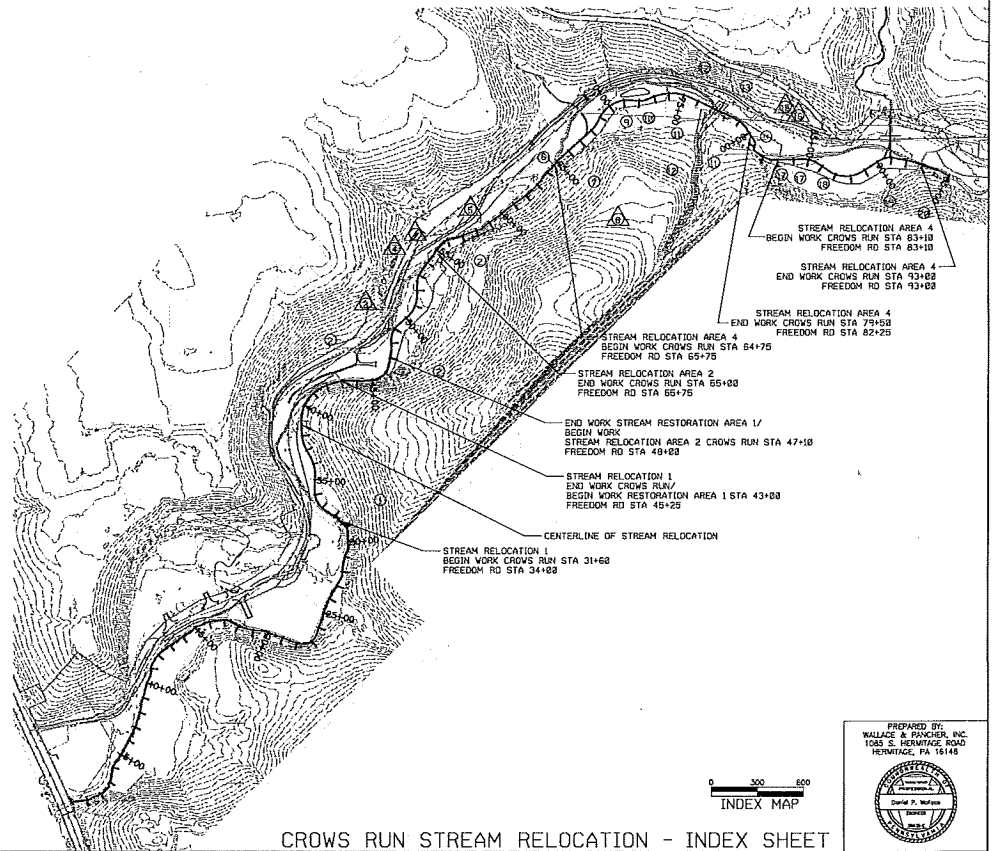 STREAM RELOCATION AREA 4
BEGIN WORK CROWS RUN STA 83+10
FREEDOM RD STA 83+10
STREAM RELOCATION AREA 4
END WORK CROWS RUN STA 93+00
FREEDOM RD STA 93+00
STREAM RELOCATION AREA 4
END WORK CROWS RUN STA 79+50
FREEDOM RD STA 82+25
STREAM RELOCATION AREA 4
BEGIN WORK CROWS RUN STA 64+75
FREEDOM RD STA 65+75
STREAM RELOCATION AREA 2
END WORK CROWS RUN STA 65+00
FREEDOM RD STA 65+75
END WORK STREAM RESTORATION AREA 1/
BEGIN WORK
STREAM RELOCATION AREA 2 CROWS RUN STA 47+10
FREEDOM RD STA 48+00
STREAM RELOCATION 1
END WORK CROWS RUN/
BEGIN WORK RESTORATION AREA 1 STA 43+00
FREEDOM RD STA 45+25
CENTERLINE OF STREAM RELOCATION
STREAM RELOCATION 1
BEGIN WORK CROWS RUN STA 31+60
FREEDOM RD STA 34+00
PREPARED BY:
WALLACE & PANCHER, INC.
1085 S. HERMITAGE ROAD
HERMITAGE, PA 16148
COMMONWEALTH OF
PROFESSIONAL
Daniel P. Wallace
ENGINEER
PENNSYLVANIA
0 300 600
INDEX MAP
CROWS RUN STREAM RELOCATION - INDEX SHEET